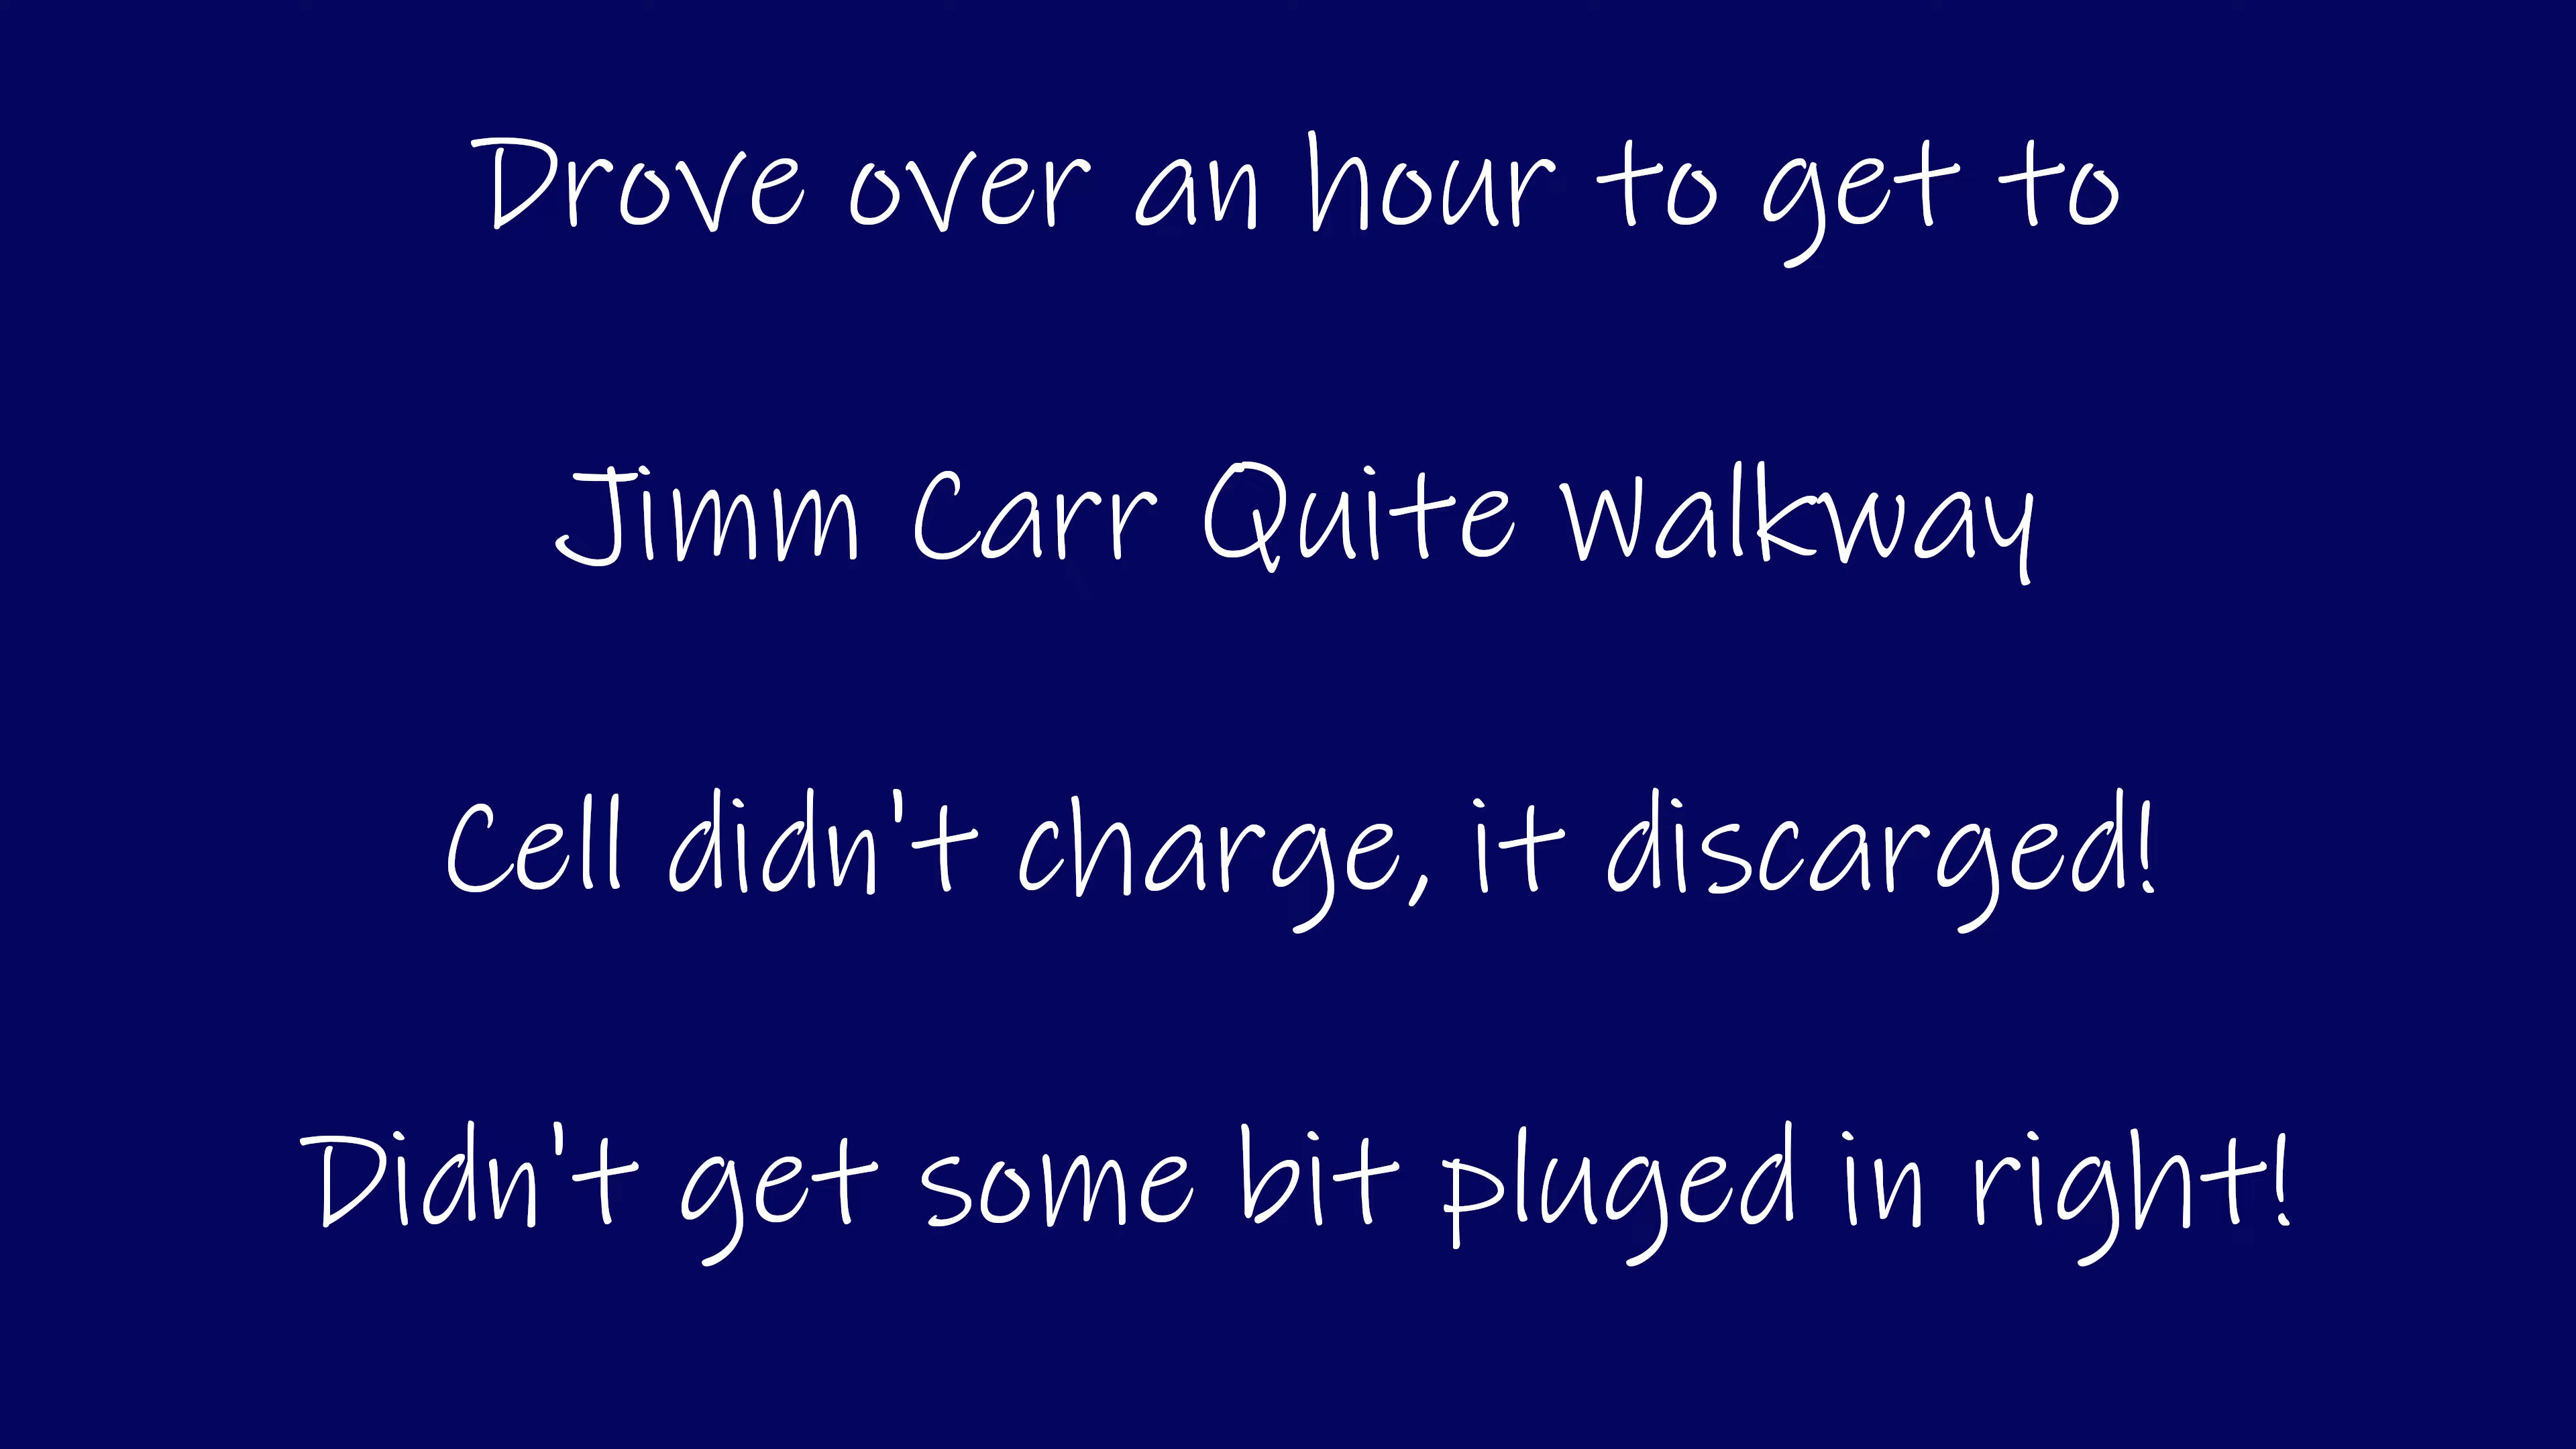 Drove over an hour to get to
Jimm Carr Quite Walkway
Cell didn't charge, it discarged!
Didn't get some bit pluged in right!